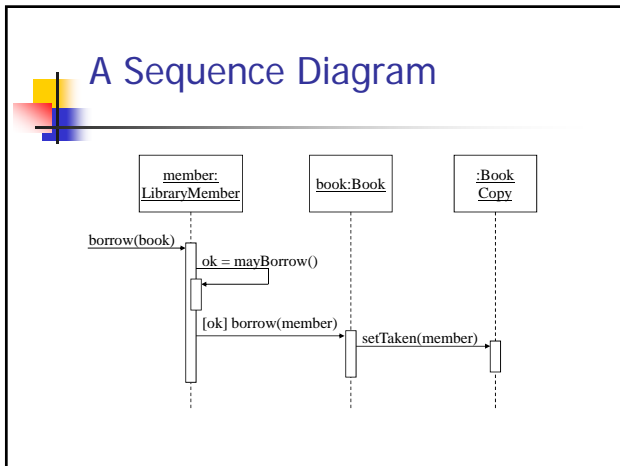 A Sequence Diagram
member:
LibraryMember
book:Book
:Book
Copy
borrow(book)
ok = mayBorrow()
[ok] borrow(member)
setTaken(member)